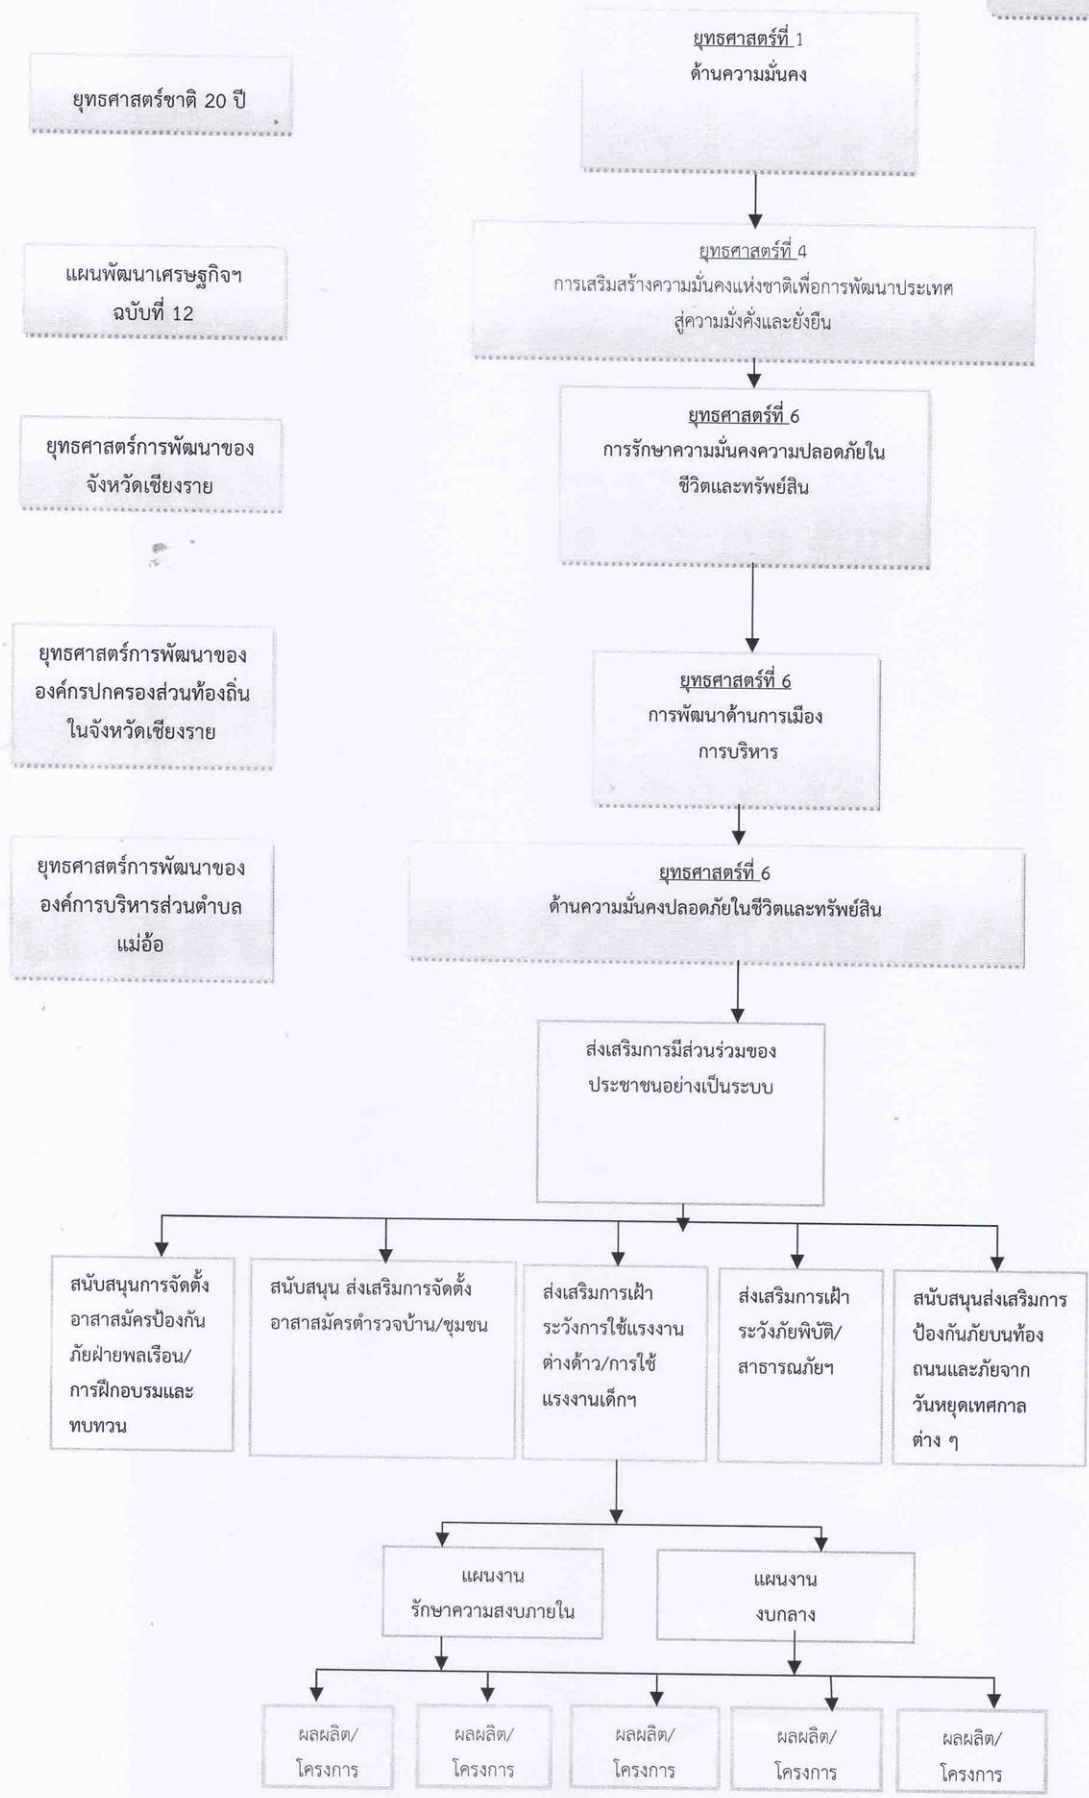 ยุทธศาสตร์ชาติ 20 ปี
ยุทธศาสตร์ที่ 1
ด้านความมั่นคง
แผนพัฒนาเศรษฐกิจฯ
ฉบับที่ 12
ยุทธศาสตร์ที่ 4
การเสริมสร้างความมั่นคงแห่งชาติเพื่อการพัฒนาประเทศ
สู่ความมั่งคั่งและยั่งยืน
ยุทธศาสตร์การพัฒนาของ
จังหวัดเชียงราย
ยุทธศาสตร์ที่ 6
การรักษาความมั่นคงความปลอดภัยใน
ชีวิตและทรัพย์สิน
ยุทธศาสตร์การพัฒนาของ
องค์กรปกครองส่วนท้องถิ่น
ในจังหวัดเชียงราย
ยุทธศาสตร์ที่ 6
การพัฒนาด้านการเมือง
การบริหาร
ยุทธศาสตร์การพัฒนาของ
องค์การบริหารส่วนตำบล
แม่อ้อ
ยุทธศาสตร์ที่ 6
ด้านความมั่นคงปลอดภัยในชีวิตและทรัพย์สิน
ส่งเสริมการมีส่วนร่วมของ
ประชาชนอย่างเป็นระบบ
สนับสนุนการจัดตั้ง
อาสาสมัครป้องกัน
ภัยฝ่ายพลเรือน/
การฝึกอบรมและ
ทบทวน
สนับสนุน ส่งเสริมการจัดตั้ง
อาสาสมัครตำรวจบ้าน/ชุมชน
ส่งเสริมการเฝ้า
ระวังการใช้แรงงาน
ต่างด้าว/การใช้
แรงงานเด็กฯ
ส่งเสริมการเฝ้า
ระวังภัยพิบัติ/
สาธารณภัยฯ
สนับสนุนส่งเสริมการ
ป้องกันภัยบนท้อง
ถนนและภัยจาก
วันหยุดเทศกาล
ต่าง ๆ
แผนงาน
รักษาความสงบภายใน
แผนงาน
งบกลาง
ผลผลิต/
โครงการ
ผลผลิต/
โครงการ
ผลผลิต/
โครงการ
ผลผลิต/
โครงการ
ผลผลิต/
โครงการ